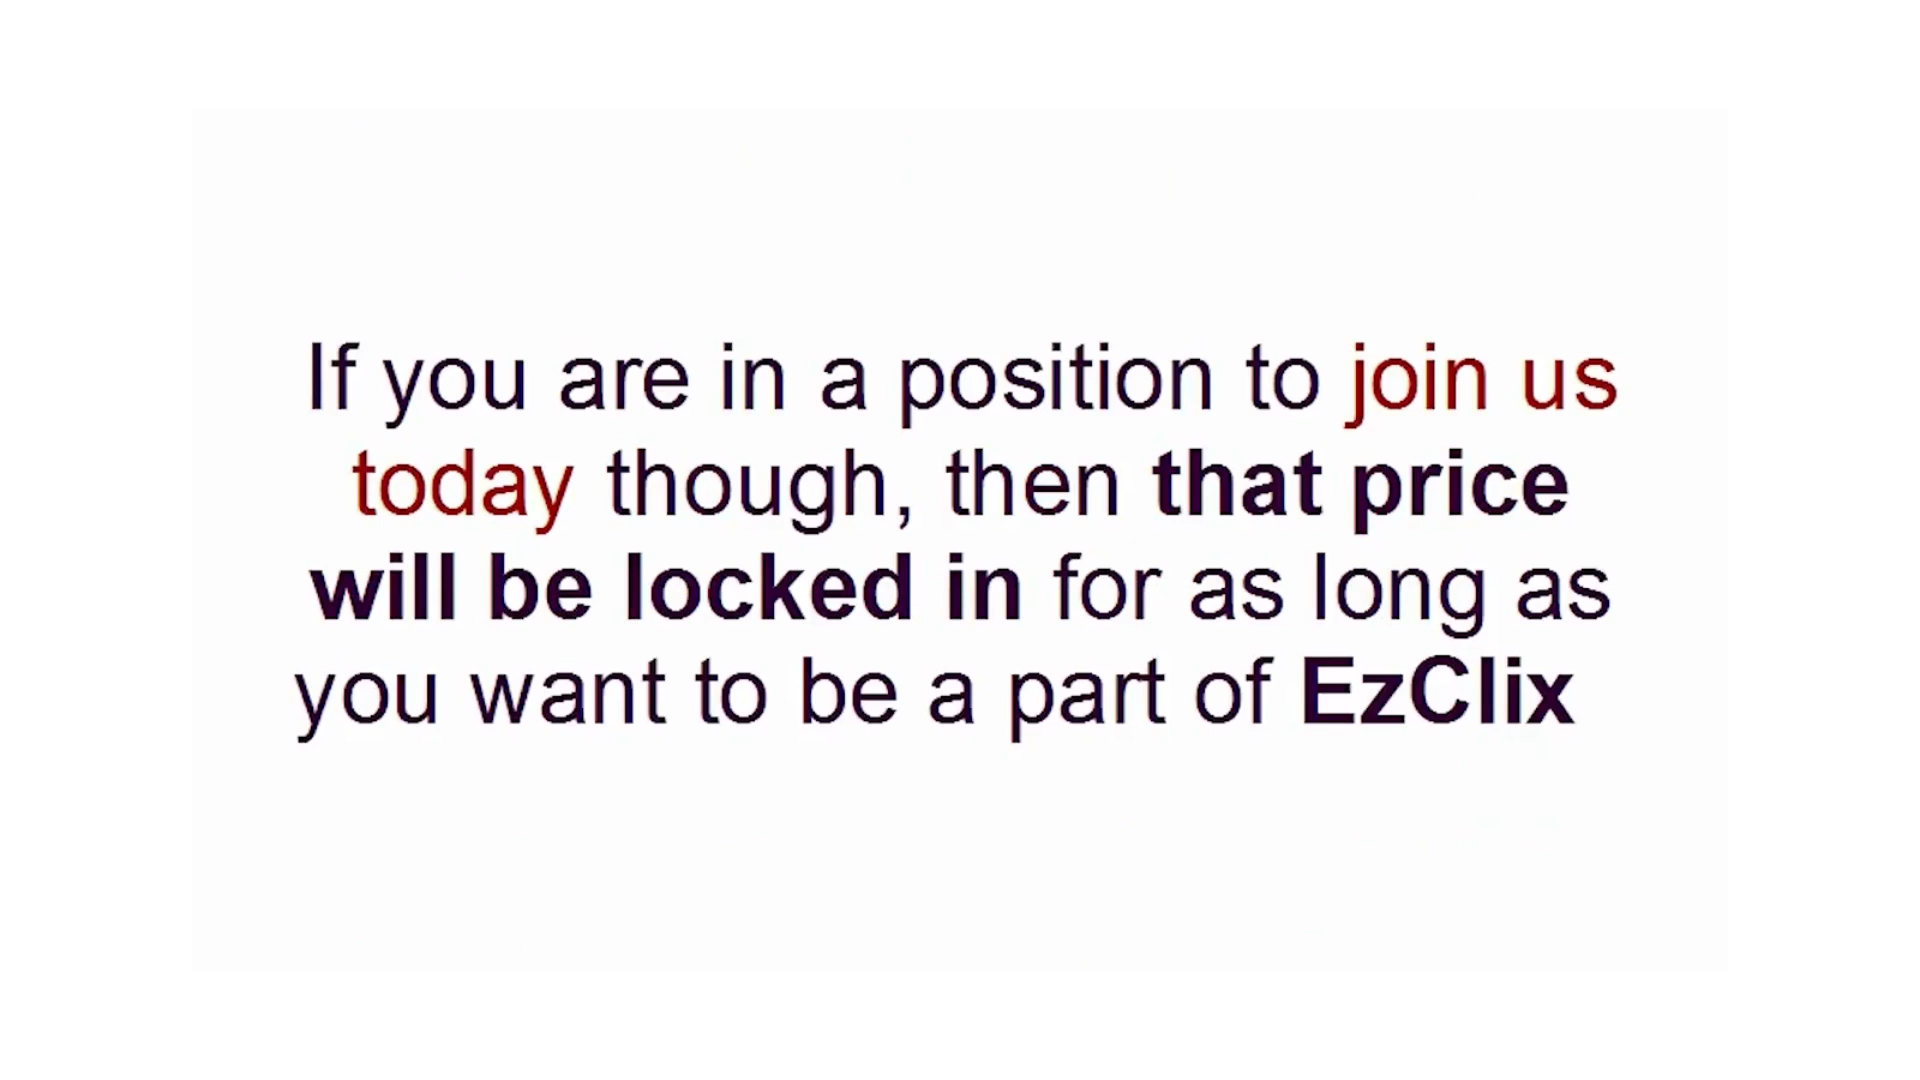 If you are in a position to join us
today though, then that price
will be locked in for as long as
you want to be a part of EzClix